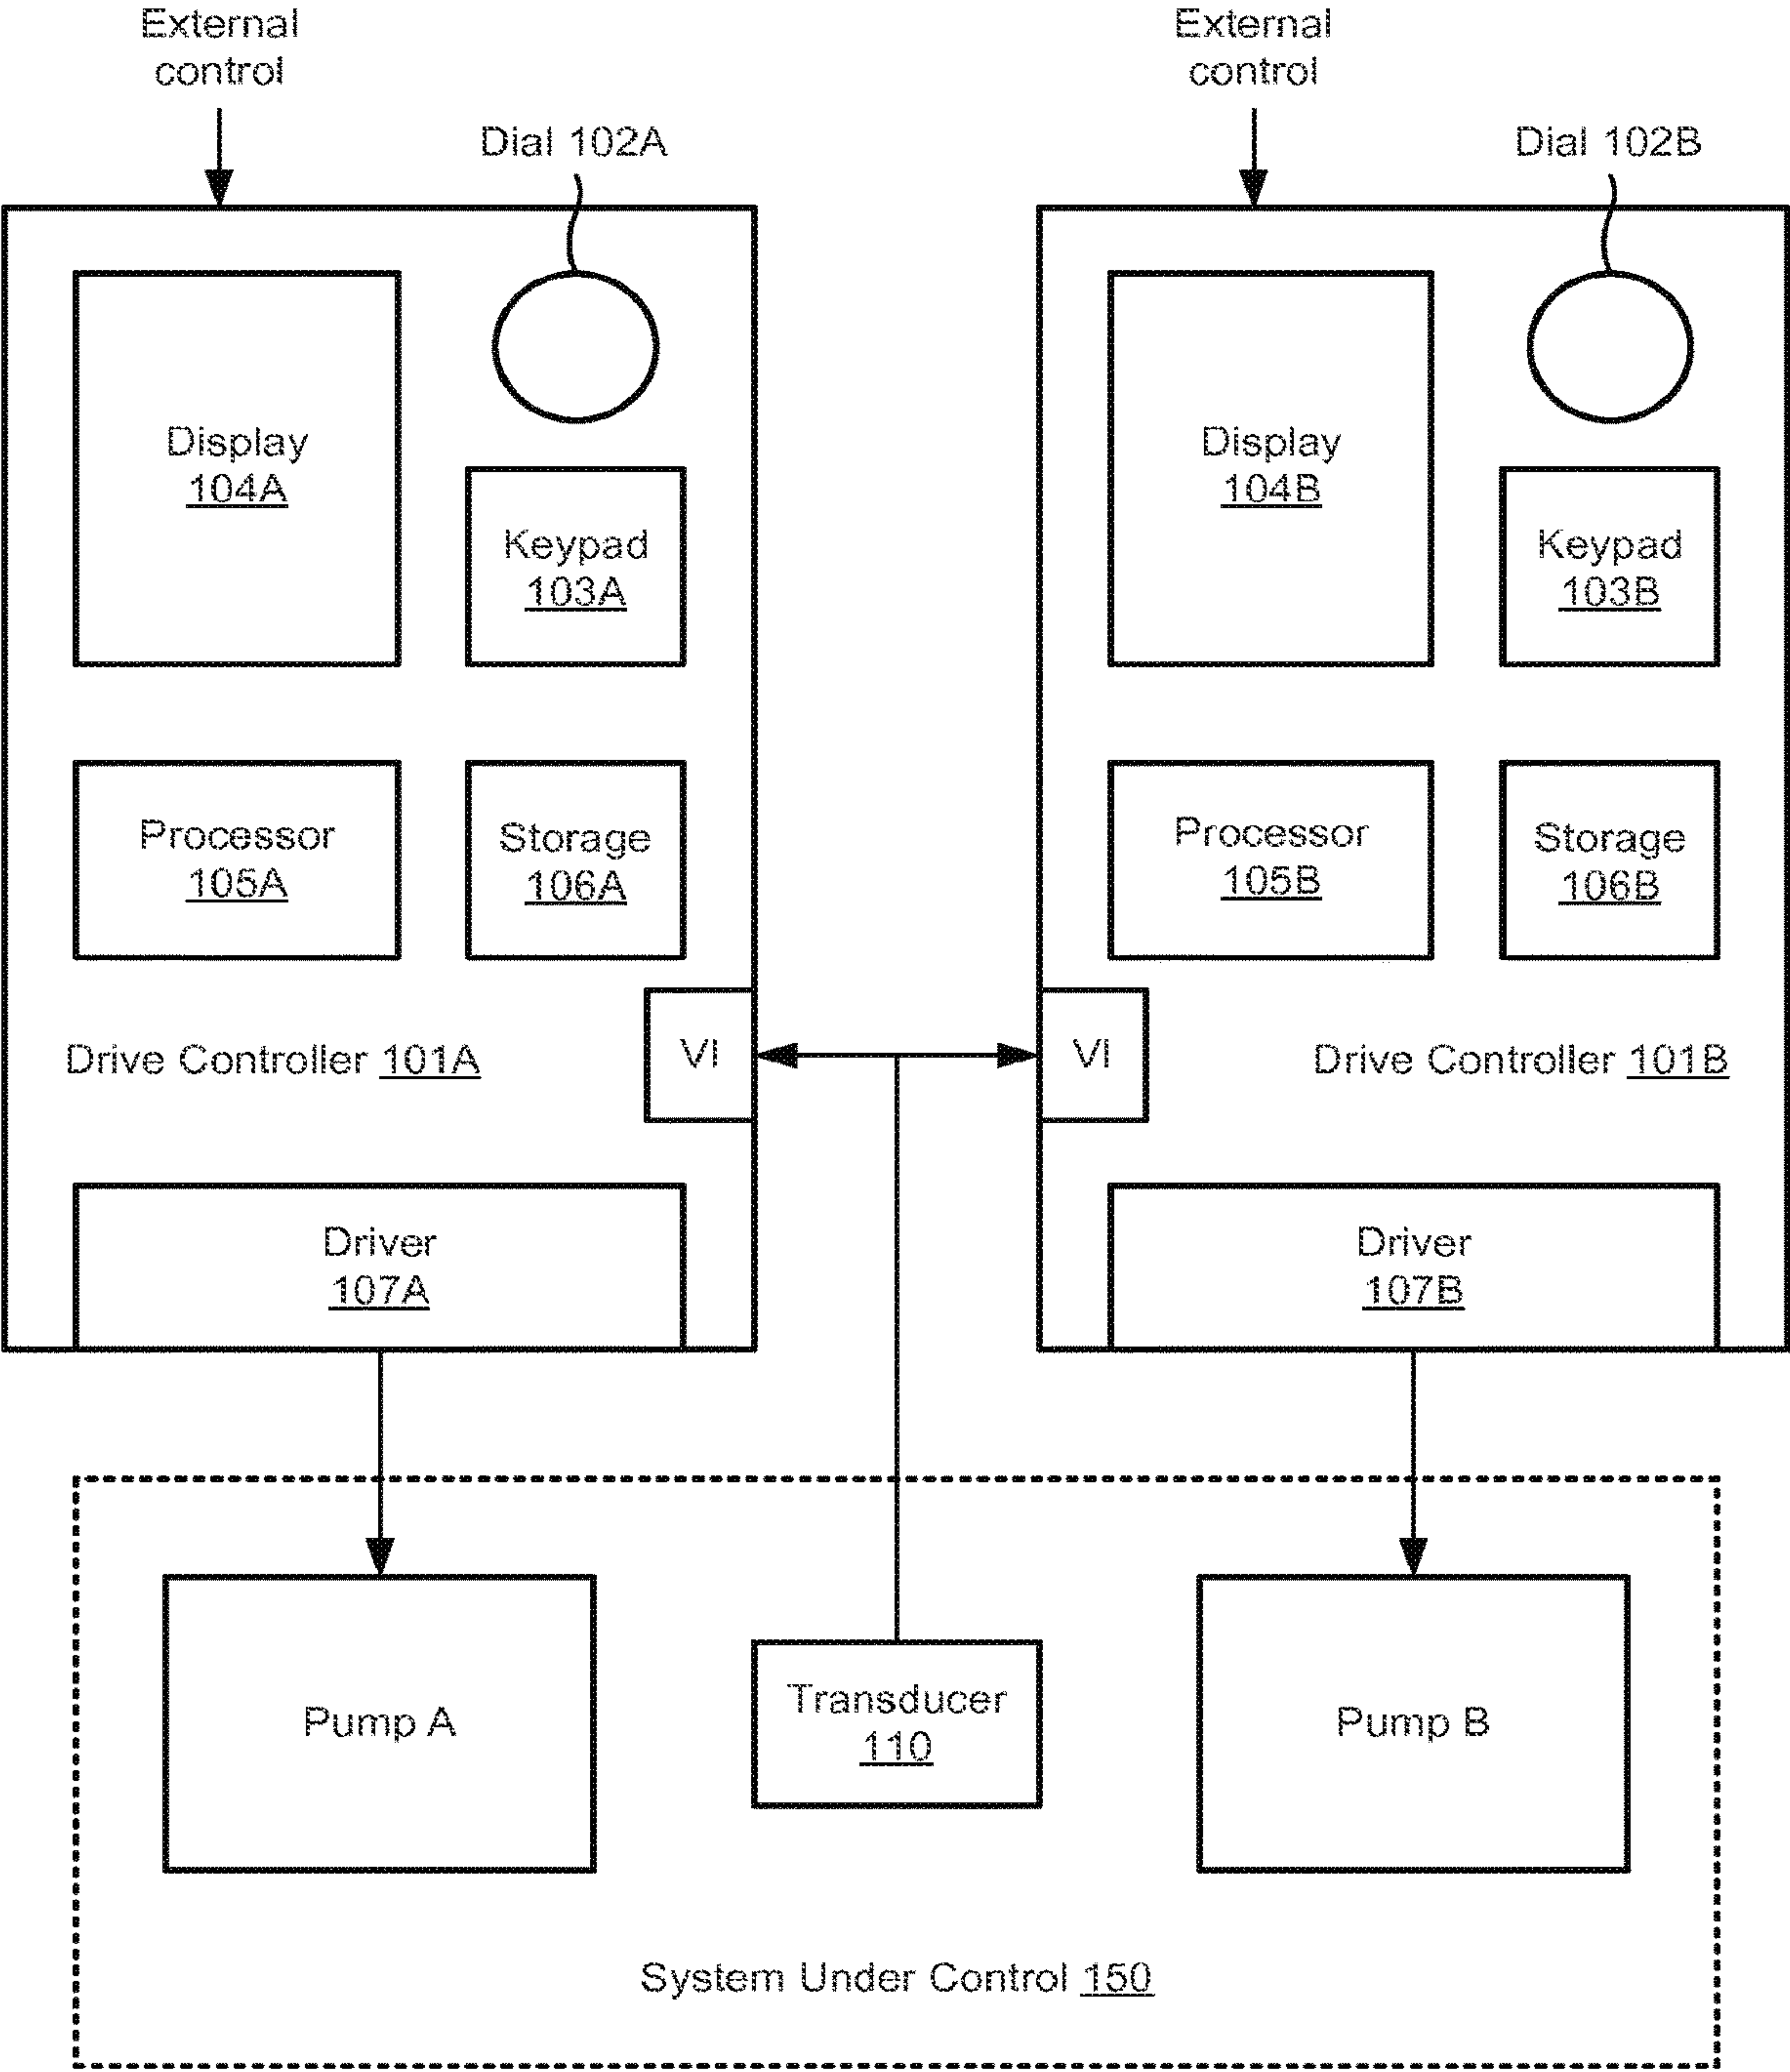 External
control
External
control
Dial 102A
Dial 102B
Display
104A
Keypad
103A
Display
104B
Keypad
103B
Processor
105A
Storage
106A
Processor
105B
Storage
106B
Drive Controller 101A
VI
VI
Drive Controller 101B
Driver
107A
Driver
107B
Pump A
Transducer
110
Pump B
System Under Control 150